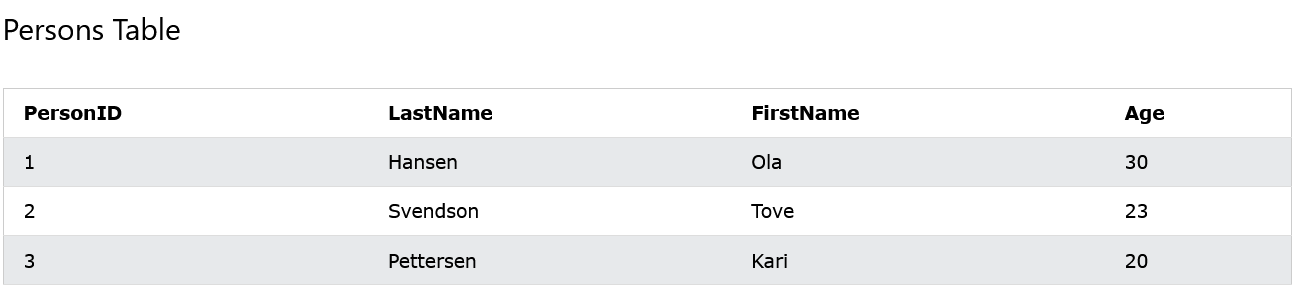 Persons Table
PersonID LastName FirstName Age
1 Hansen Ola 30
2 Svendson Tove 23
3 Pettersen Kari 20